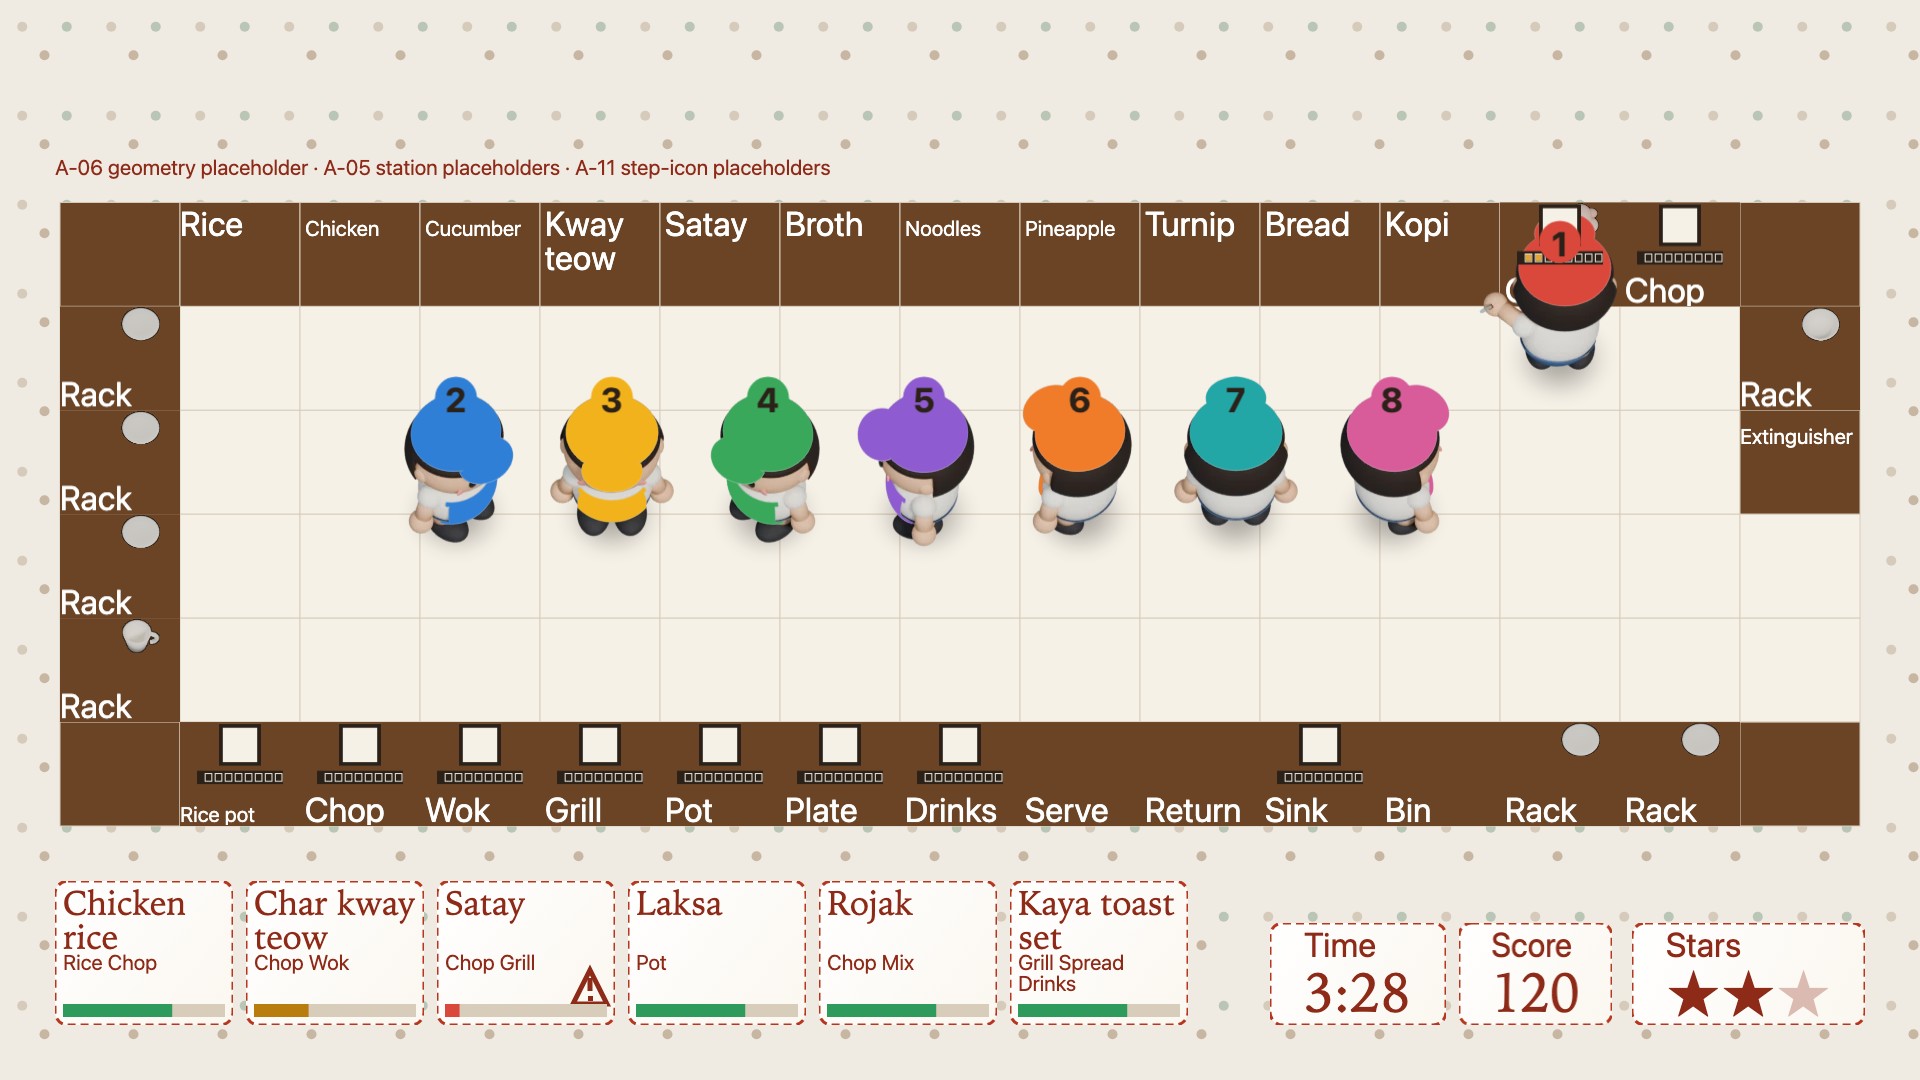 A-06 geometry placeholder · A-05 station placeholders · A-11 step-icon placeholders
Rice
Chicken
Cucumber
Kway
teow
Satay
Broth
Noodles
Pineapple
Turnip
Bread
Kopi
1
Chop
Rack
Rack
Extinguisher
2
3
4
5
6
7
8
Rack
Rack
Rack
Rice pot
Chop
Wok
Grill
Pot
Plate
Drinks
Serve
Return
Sink
Bin
Rack
Rack
Chicken
rice
Rice Chop
Char kway
teow
Chop Wok
Satay
Chop Grill
Laksa
Pot
Rojak
Chop Mix
Kaya toast
set
Grill Spread
Drinks
Time
3:28
Score
120
Stars